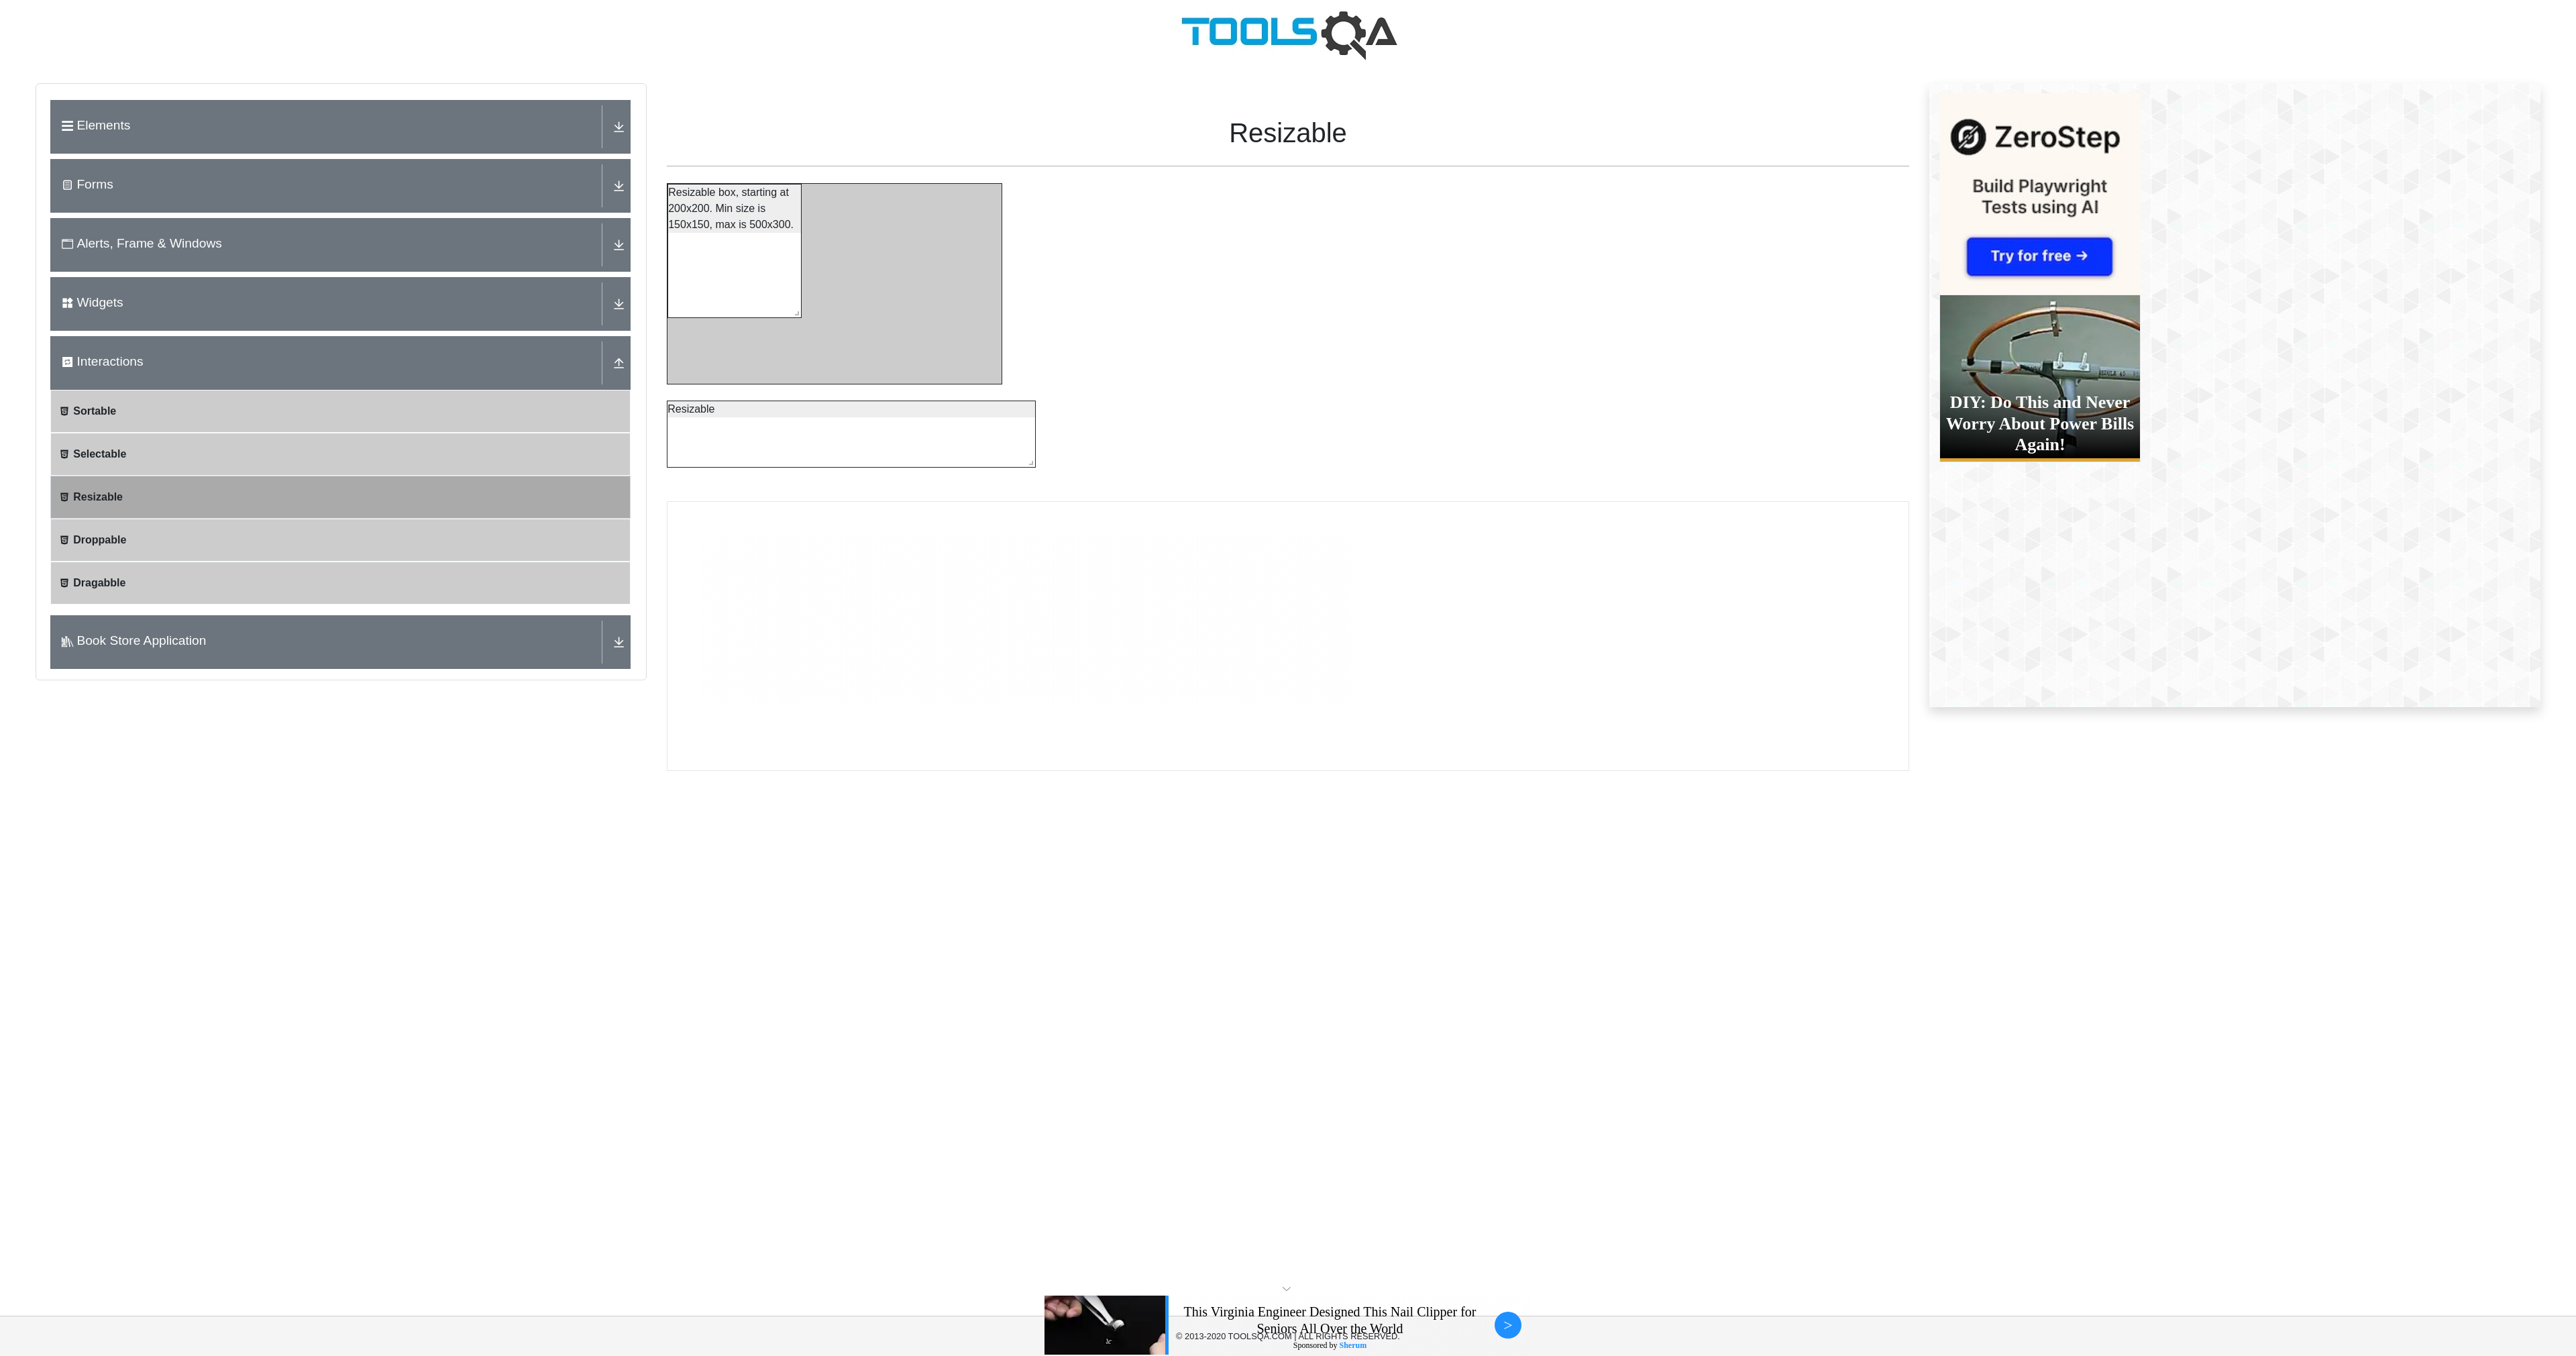 TOOLSQA
Elements
Forms
Alerts, Frame & Windows
Widgets
Interactions
Sortable
Selectable
Resizable
Droppable
Dragabble
Book Store Application
Resizable
Resizable box, starting at
200x200. Min size is
150x150, max is 500x300.
Resizable
ZeroStep
Build Playwright
Tests using AI
Try for free →
DIY: Do This and Never
Worry About Power Bills
Again!
This Virginia Engineer Designed This Nail Clipper for
Seniors All Over the World
© 2013-2020 TOOLSQA.COM | ALL RIGHTS RESERVED.
Sponsored by Sherum
>